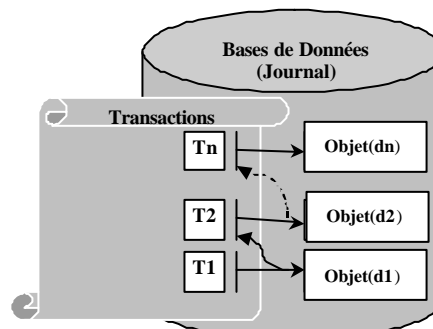 Bases de Données
(Journal)
Transactions
Tn
Objet(dn)
T2
Objet(d2)
T1
Objet(d1)